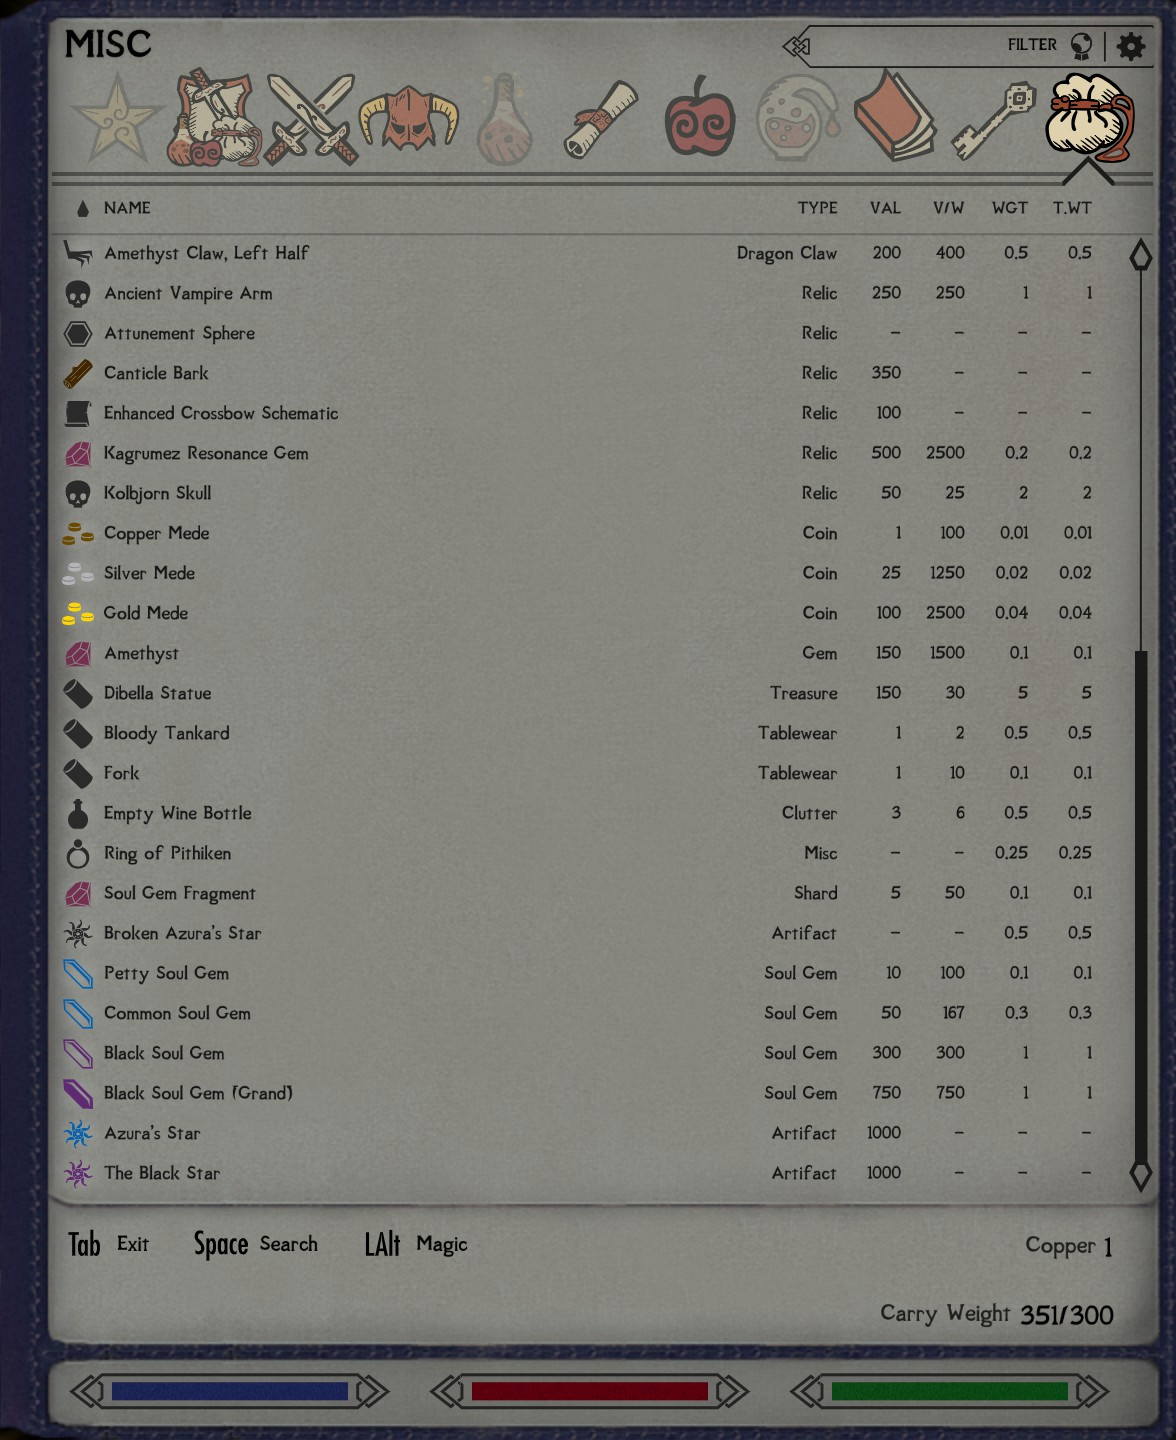 MISC
FILTER
NAME TYPE VAL V/W WGT T.WT
Amethyst Claw, Left Half Dragon Claw 200 400 0.5 0.5
Ancient Vampire Arm Relic 250 250 1 1
Attunement Sphere Relic – – – –
Canticle Bark Relic 350 – – –
Enhanced Crossbow Schematic Relic 100 – – –
Kagrumez Resonance Gem Relic 500 2500 0.2 0.2
Kolbjorn Skull Relic 50 25 2 2
Copper Mede Coin 1 100 0.01 0.01
Silver Mede Coin 25 1250 0.02 0.02
Gold Mede Coin 100 2500 0.04 0.04
Amethyst Gem 150 1500 0.1 0.1
Dibella Statue Treasure 150 30 5 5
Bloody Tankard Tablewear 1 2 0.5 0.5
Fork Tablewear 1 10 0.1 0.1
Empty Wine Bottle Clutter 3 6 0.5 0.5
Ring of Pithiken Misc – – 0.25 0.25
Soul Gem Fragment Shard 5 50 0.1 0.1
Broken Azura's Star Artifact – – 0.5 0.5
Petty Soul Gem Soul Gem 10 100 0.1 0.1
Common Soul Gem Soul Gem 50 167 0.3 0.3
Black Soul Gem Soul Gem 300 300 1 1
Black Soul Gem (Grand) Soul Gem 750 750 1 1
Azura's Star Artifact 1000 – – –
The Black Star Artifact 1000 – – –
Tab Exit Space Search LAlt Magic Copper 1
Carry Weight 351/300